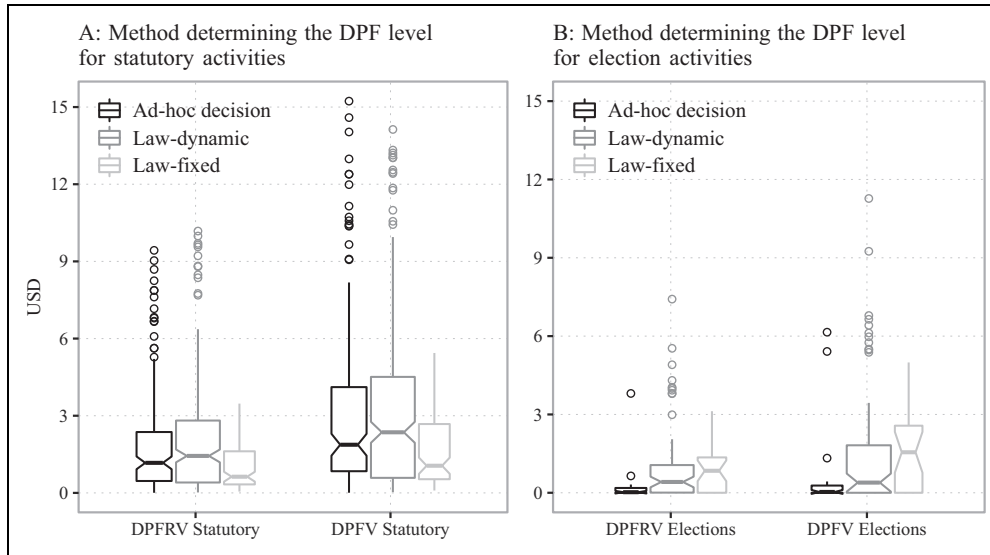 A: Method determining the DPF level
for statutory activities
Ad-hoc decision
Law-dynamic
Law-fixed
USD
15
12
9
6
3
0
DPFRV Statutory
DPFV Statutory
B: Method determining the DPF level
for election activities
Ad-hoc decision
Law-dynamic
Law-fixed
15
12
9
6
3
0
DPFRV Elections
DPFV Elections